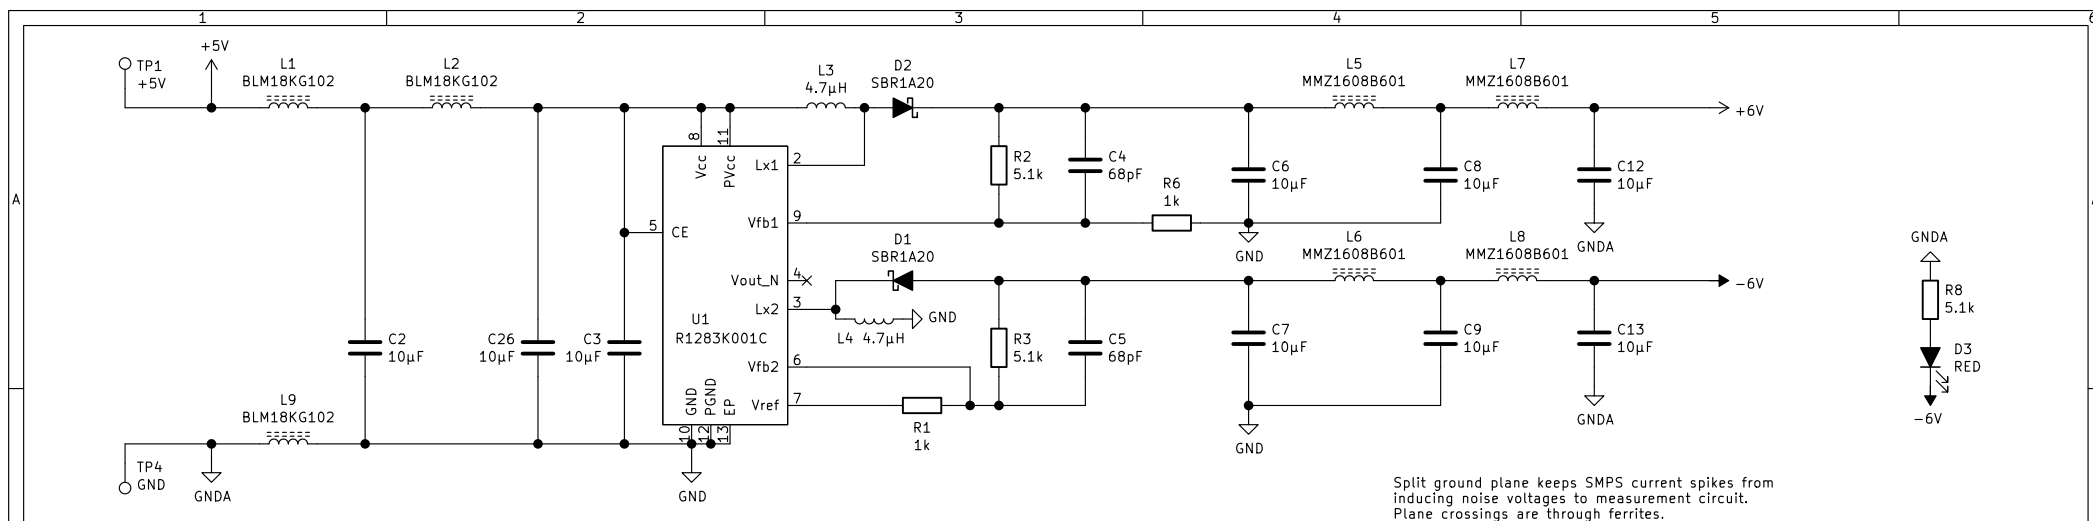 1 2 3 4 5 6
A
TP1
+5V
+5V
L1
BLM18KG102
L2
BLM18KG102
L3
4.7µH
D2
SBR1A20
L5
MMZ1608B601
L7
MMZ1608B601
+6V
8
Vcc
11
PVcc
Lx1
2
R2
5.1k
C4
68pF
R6
1k
C6
10µF
C8
10µF
C12
10µF
GNDA
GND
5
CE
Vfb1
9
D1
SBR1A20
L6
MMZ1608B601
L8
MMZ1608B601
-6V
Vout_N
4
Lx2
3
GND
L4 4.7µH
U1
R1283K001C
Vfb2
6
Vref
7
GND
PGND
EP
10
12
13
R1
1k
R3
5.1k
C5
68pF
C7
10µF
C9
10µF
C13
10µF
GNDA
GND
C2
10µF
C26
10µF
C3
10µF
L9
BLM18KG102
TP4
GND
GNDA
GND
GNDA
R8
5.1k
D3
RED
-6V
Split ground plane keeps SMPS current spikes from
inducing noise voltages to measurement circuit.
Plane crossings are through ferrites.